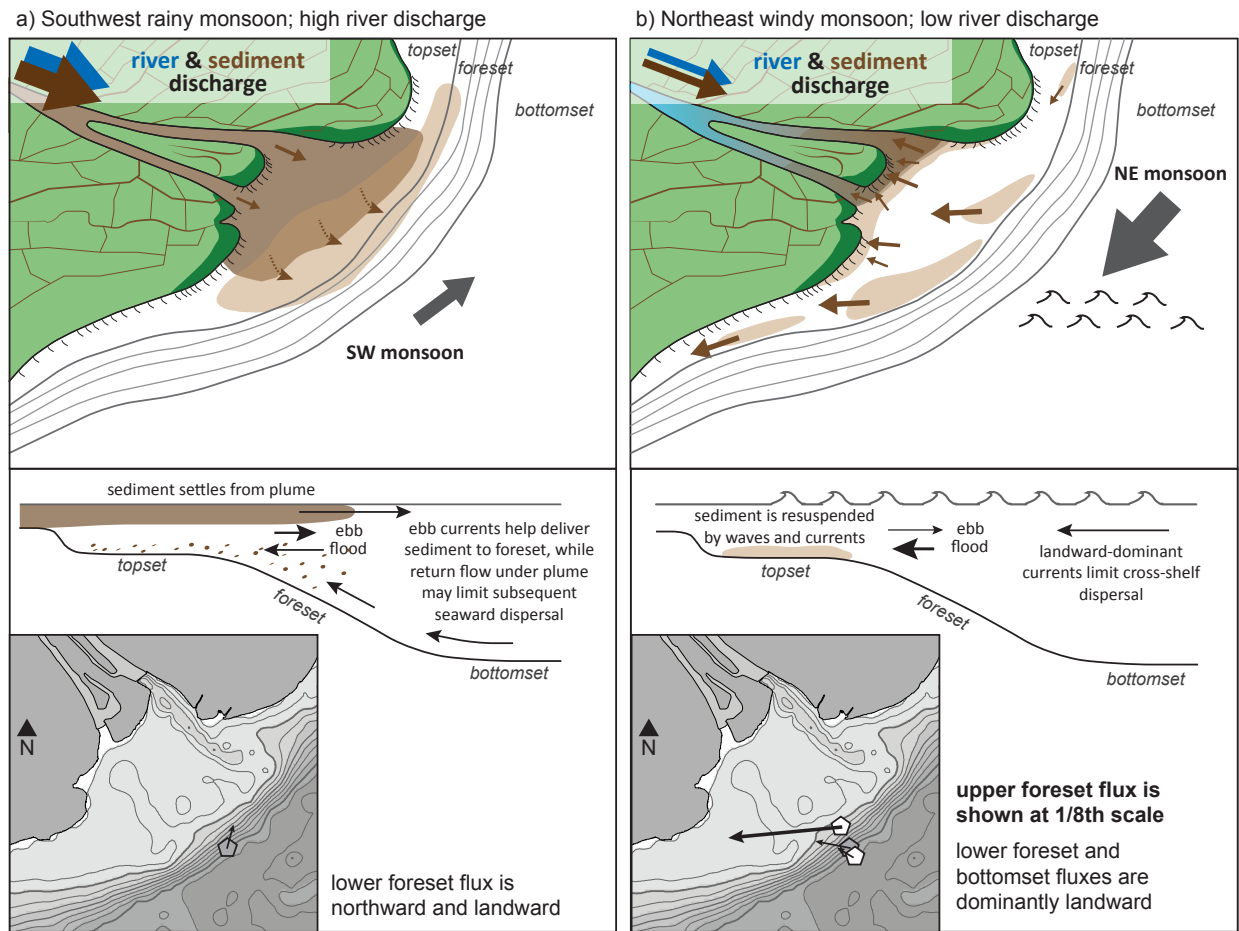 a) Southwest rainy monsoon; high river discharge
river & sediment
discharge
topset
foreset
bottomset
SW monsoon
sediment settles from plume
ebb
flood
ebb currents help deliver
sediment to foreset, while
return flow under plume
may limit subsequent
seaward dispersal
topset
foreset
bottomset
N
lower foreset flux is
northward and landward
b) Northeast windy monsoon; low river discharge
river & sediment
discharge
topset
foreset
bottomset
NE monsoon
sediment is resuspended
by waves and currents
ebb
flood
landward-dominant
currents limit cross-shelf
dispersal
topset
foreset
bottomset
N
upper foreset flux is
shown at 1/8th scale
lower foreset and
bottomset fluxes are
dominantly landward